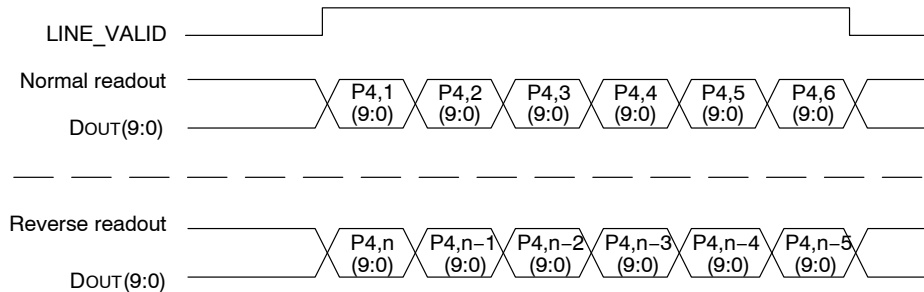 LINE_VALID
Normal readout
P4,1 P4,2 P4,3 P4,4 P4,5 P4,6
(9:0) (9:0) (9:0) (9:0) (9:0) (9:0)
DOUT(9:0)
Reverse readout
P4,n P4,n−1 P4,n−2 P4,n−3 P4,n−4 P4,n−5
(9:0) (9:0) (9:0) (9:0) (9:0) (9:0)
DOUT(9:0)